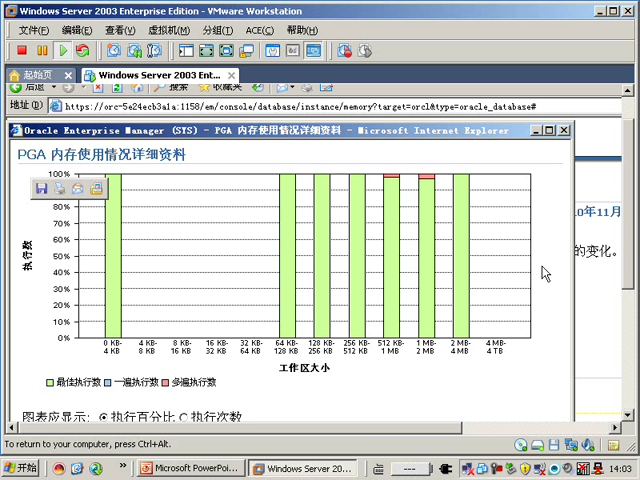 Windows Server 2003 Enterprise Edition - VMware Workstation
文件(F) 编辑(E) 查看(V) 虚拟机(M) 分组(T) ACE(C) 帮助(H)
起始页 Windows Server 2003 Ent...
后退 搜索 收藏夹
地址(D) https://orc-5e24ecb3a1a:1158/em/console/database/instance/memory?target=orcl&type=oracle_database#
Oracle Enterprise Manager (SYS) - PGA 内存使用情况详细资料 - Microsoft Internet Explorer
PGA 内存使用情况详细资料
100%
90%
80%
70%
60%
50%
40%
30%
20%
10%
0%
执行数
0 KB-4 KB
4 KB-8 KB
8 KB-16 KB
16 KB-32 KB
32 KB-64 KB
64 KB-128 KB
128 KB-256 KB
256 KB-512 KB
512 KB-1 MB
1 MB-2 MB
2 MB-4 MB
4 MB-4 TB
工作区大小
最佳执行数 一遍执行数 多遍执行数
图表应显示: 执行百分比 执行次数
0年11月
的变化。
To return to your computer, press Ctrl+Alt.
开始 Microsoft PowerPo... Windows Server 20... 14:03